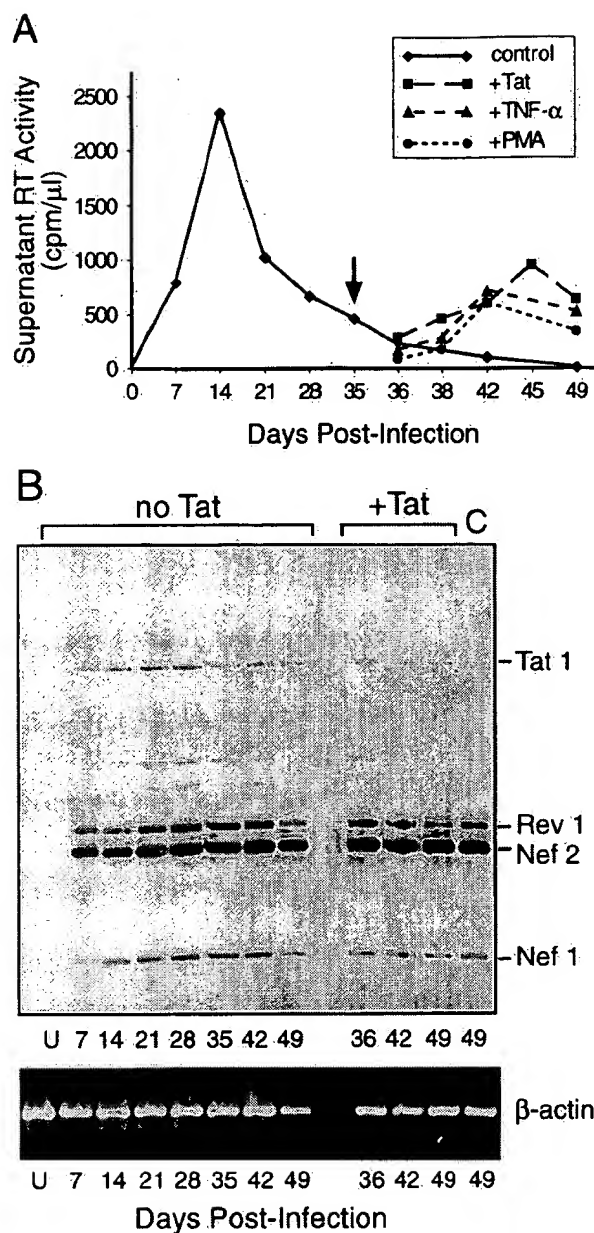 A
control
+Tat
+TNF-α
+PMA
Supernatant RT Activity
(cpm/µl)
2500
2000
1500
1000
500
0
0 7 14 21 28 35 36 38 42 45 49
Days Post-Infection
B
no Tat
+Tat
C
Tat 1
Rev 1
Nef 2
Nef 1
U 7 14 21 28 35 42 49 36 42 49 49
β-actin
U 7 14 21 28 35 42 49 36 42 49 49
Days Post-Infection